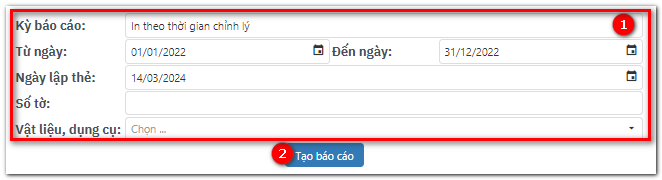 Kỳ báo cáo: In theo thời gian chỉnh lý 1
Từ ngày: 01/01/2022 Đến ngày: 31/12/2022
Ngày lập thẻ: 14/03/2024
Số tờ:
Vật liệu, dụng cụ: Chọn ...
2 Tạo báo cáo